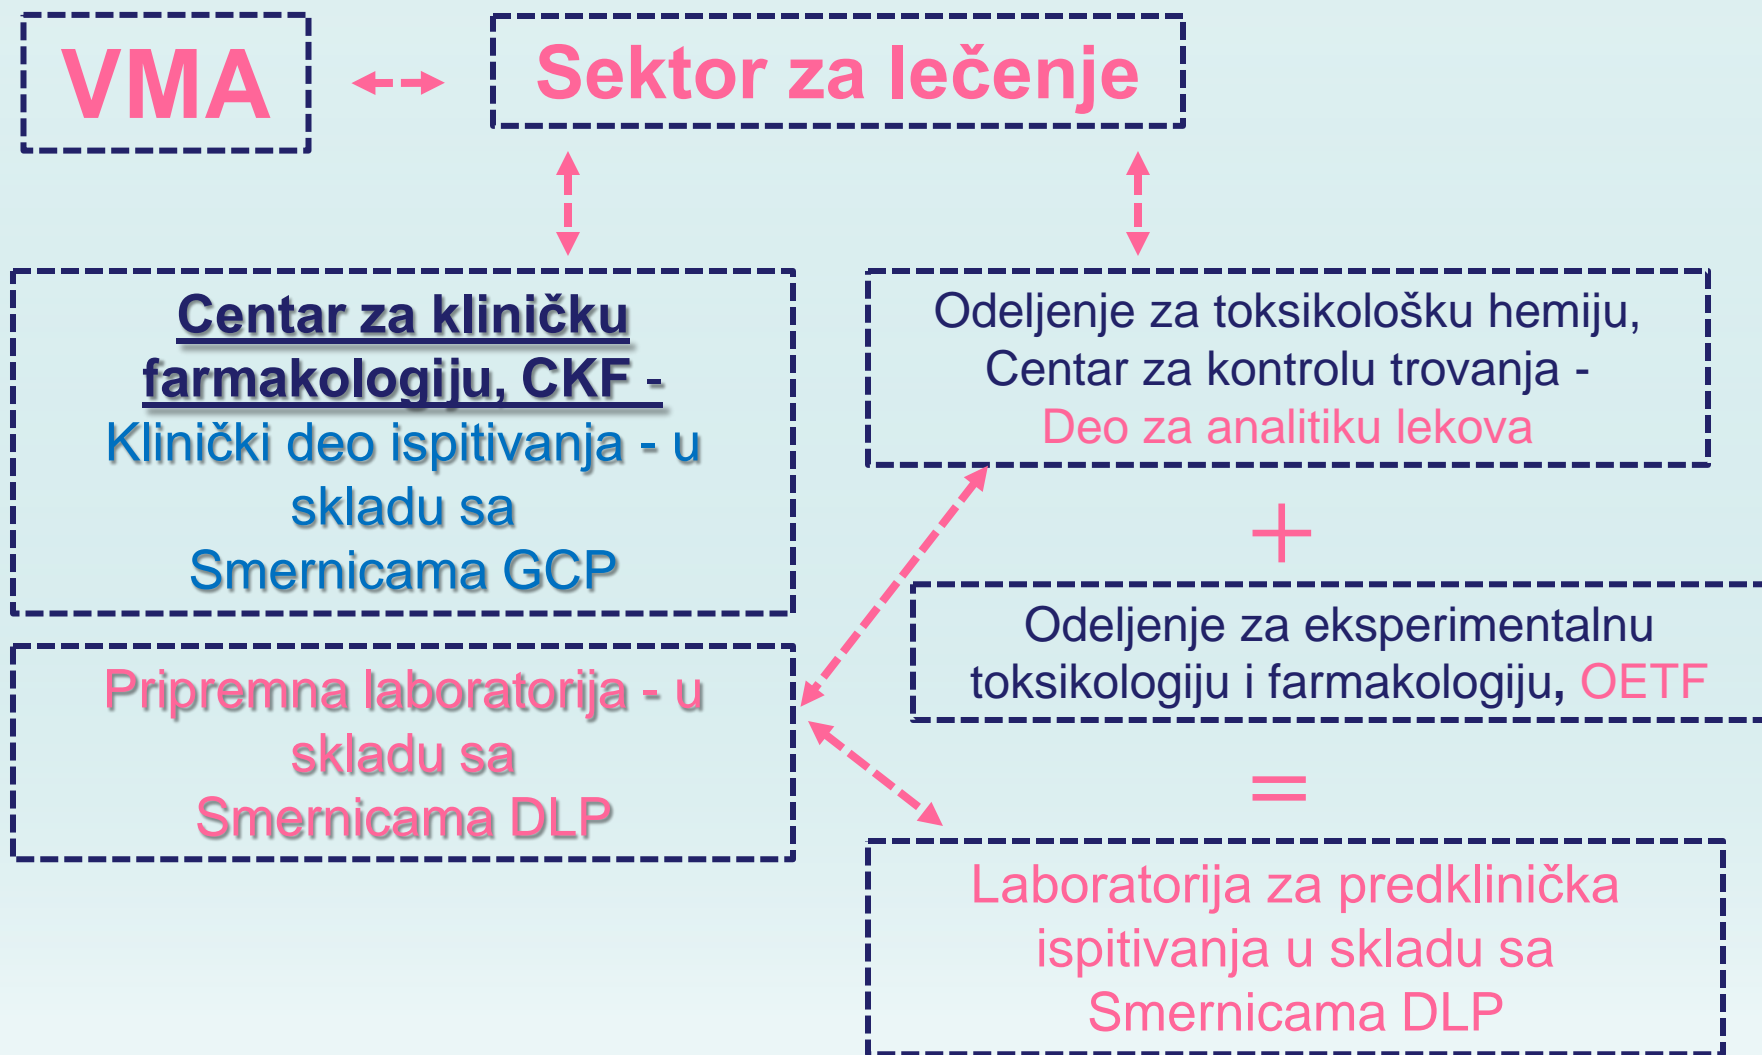 VMA
Sektor za lečenje
Centar za kliničku
farmakologiju, CKF -
Klinički deo ispitivanja - u
skladu sa
Smernicama GCP
Pripremna laboratorija - u
skladu sa
Smernicama DLP
Odeljenje za toksikološku hemiju,
Centar za kontrolu trovanja -
Deo za analitiku lekova
+
Odeljenje za eksperimentalnu
toksikologiju i farmakologiju, OETF
=
Laboratorija za predklinička
ispitivanja u skladu sa
Smernicama DLP